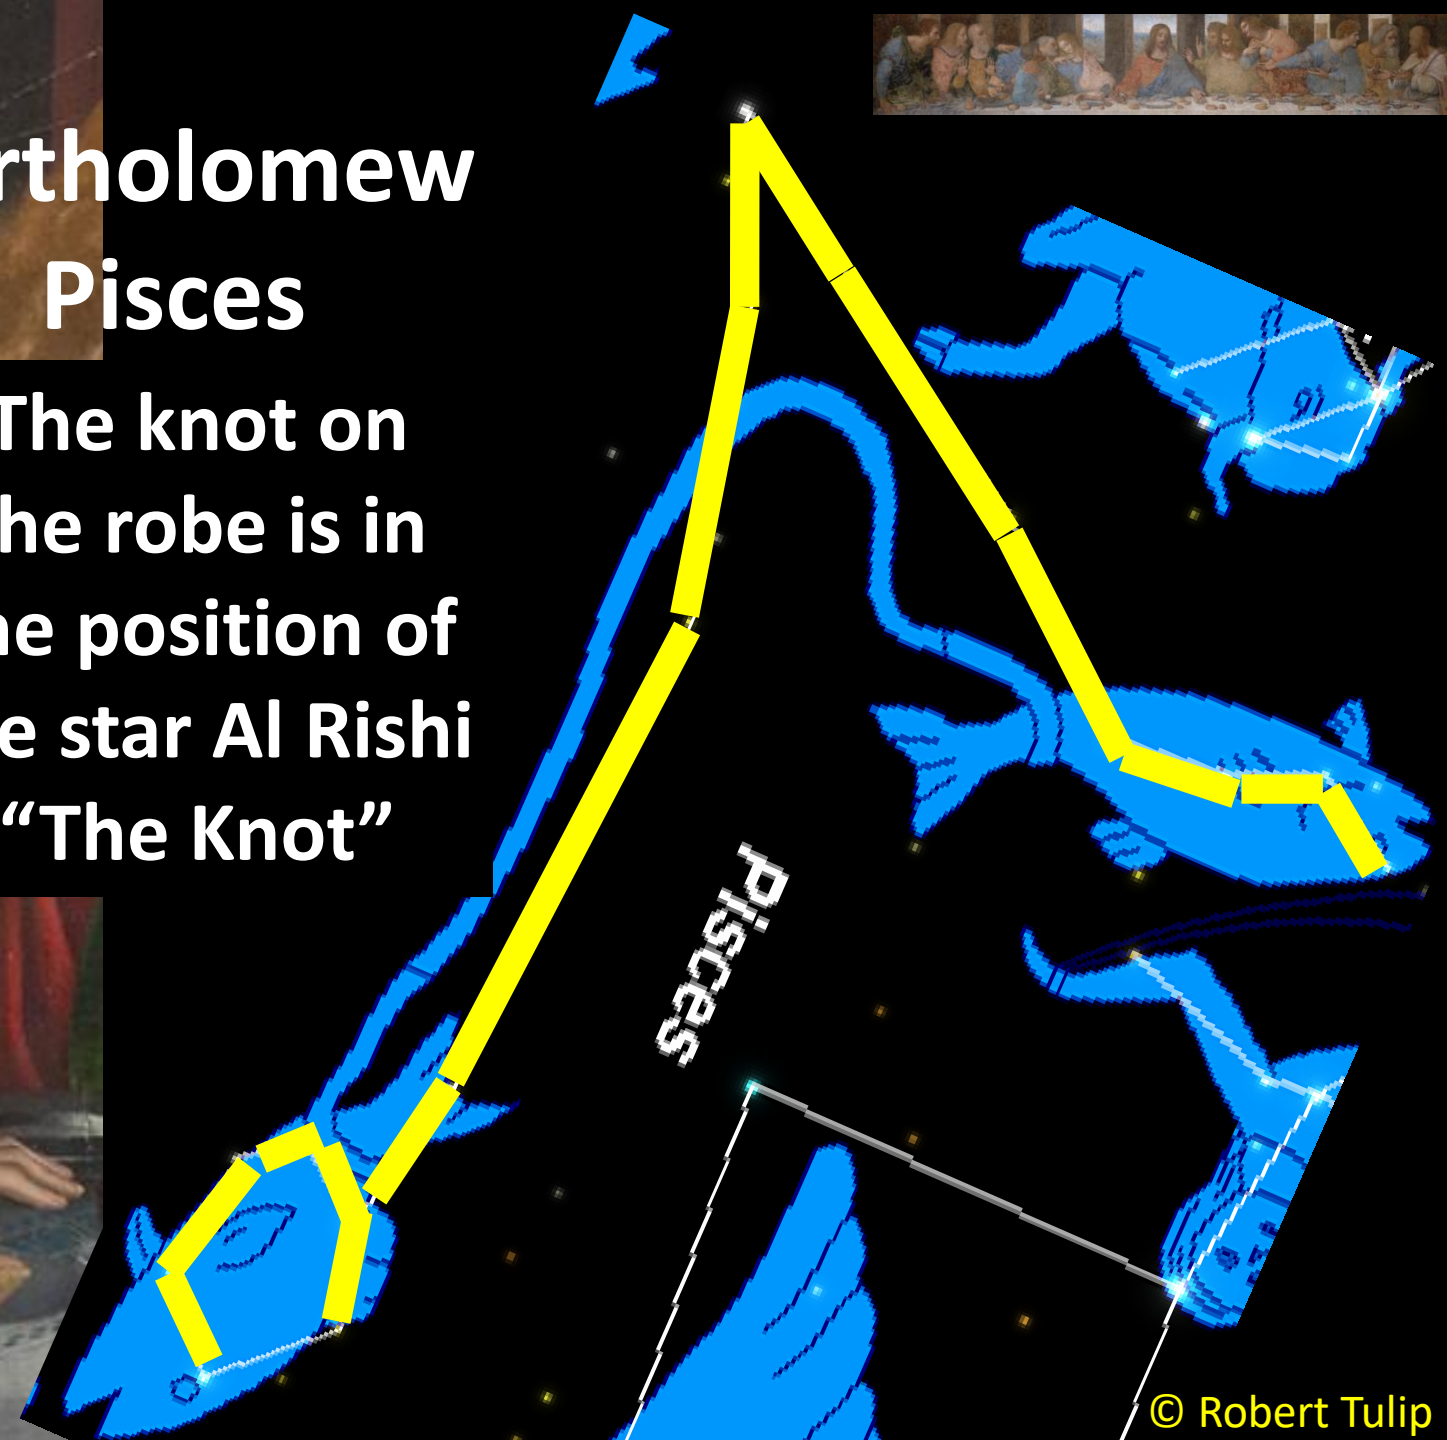 rtholomew
Pisces
The knot on
he robe is in
e position of
e star Al Rishi
“The Knot”
Pisces
© Robert Tulip